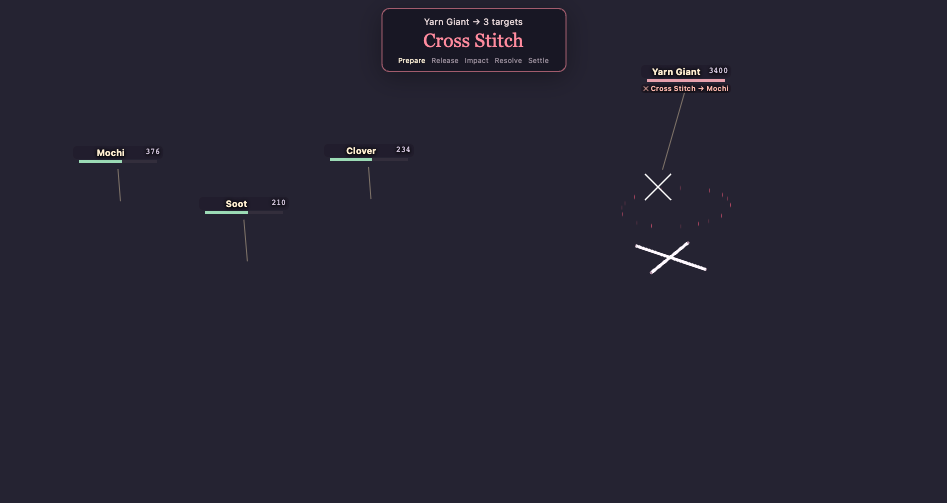 Yarn Giant → 3 targets
Cross Stitch
Prepare Release Impact Resolve Settle
Yarn Giant 3400
× Cross Stitch → Mochi
Mochi 376
Clover 234
Soot 210